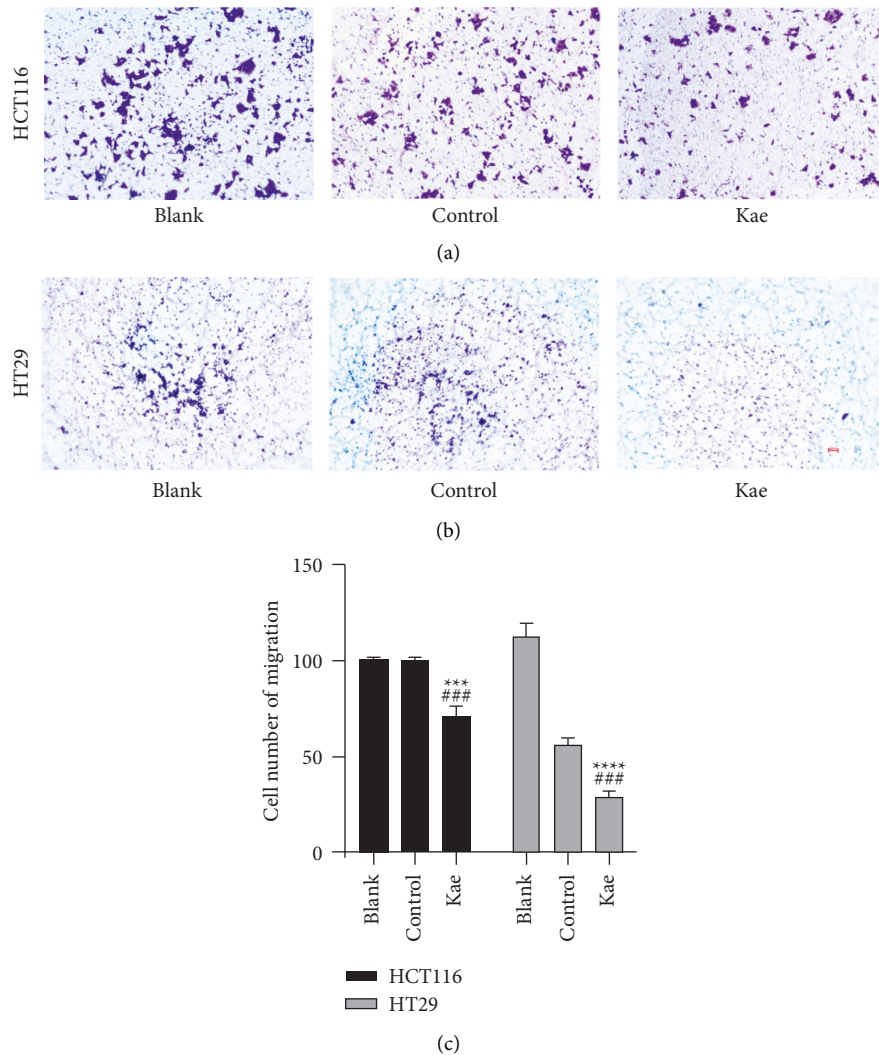 HCT116
Blank
Control
Kae
(a)
HT29
Blank
Control
Kae
(b)
Cell number of migration
150
100
50
0
***
###
****
###
Blank
Control
Kae
Blank
Control
Kae
HCT116
HT29
(c)